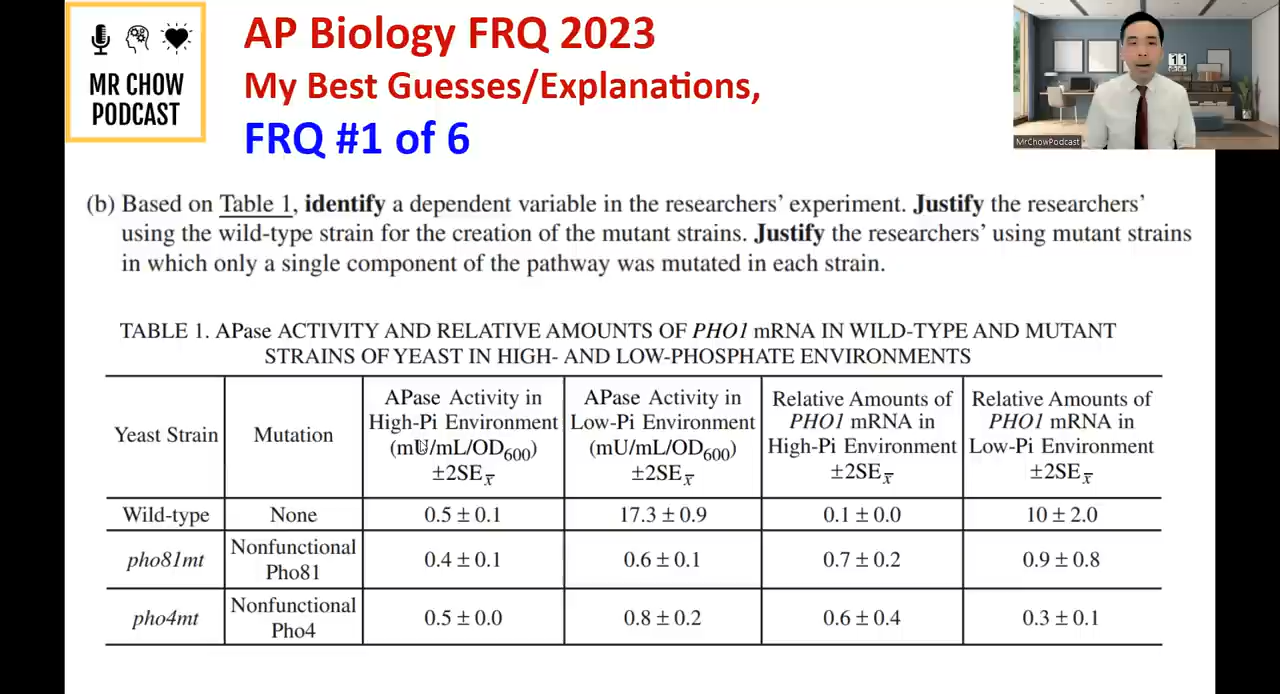 MR CHOW
PODCAST
AP Biology FRQ 2023
My Best Guesses/Explanations,
FRQ #1 of 6
11
MrChowPodcast
(b) Based on Table 1, identify a dependent variable in the researchers' experiment. Justify the researchers'
using the wild-type strain for the creation of the mutant strains. Justify the researchers' using mutant strains
in which only a single component of the pathway was mutated in each strain.
TABLE 1. APase ACTIVITY AND RELATIVE AMOUNTS OF PHO1 mRNA IN WILD-TYPE AND MUTANT
STRAINS OF YEAST IN HIGH- AND LOW-PHOSPHATE ENVIRONMENTS
Yeast Strain
Mutation
APase Activity in
High-Pi Environment
(mU/mL/OD600)
±2SEx̅
APase Activity in
Low-Pi Environment
(mU/mL/OD600)
±2SEx̅
Relative Amounts of
PHO1 mRNA in
High-Pi Environment
±2SEx̅
Relative Amounts of
PHO1 mRNA in
Low-Pi Environment
±2SEx̅
Wild-type None 0.5 ± 0.1 17.3 ± 0.9 0.1 ± 0.0 10 ± 2.0
pho81mt
Nonfunctional
Pho81
0.4 ± 0.1 0.6 ± 0.1 0.7 ± 0.2 0.9 ± 0.8
pho4mt
Nonfunctional
Pho4
0.5 ± 0.0 0.8 ± 0.2 0.6 ± 0.4 0.3 ± 0.1